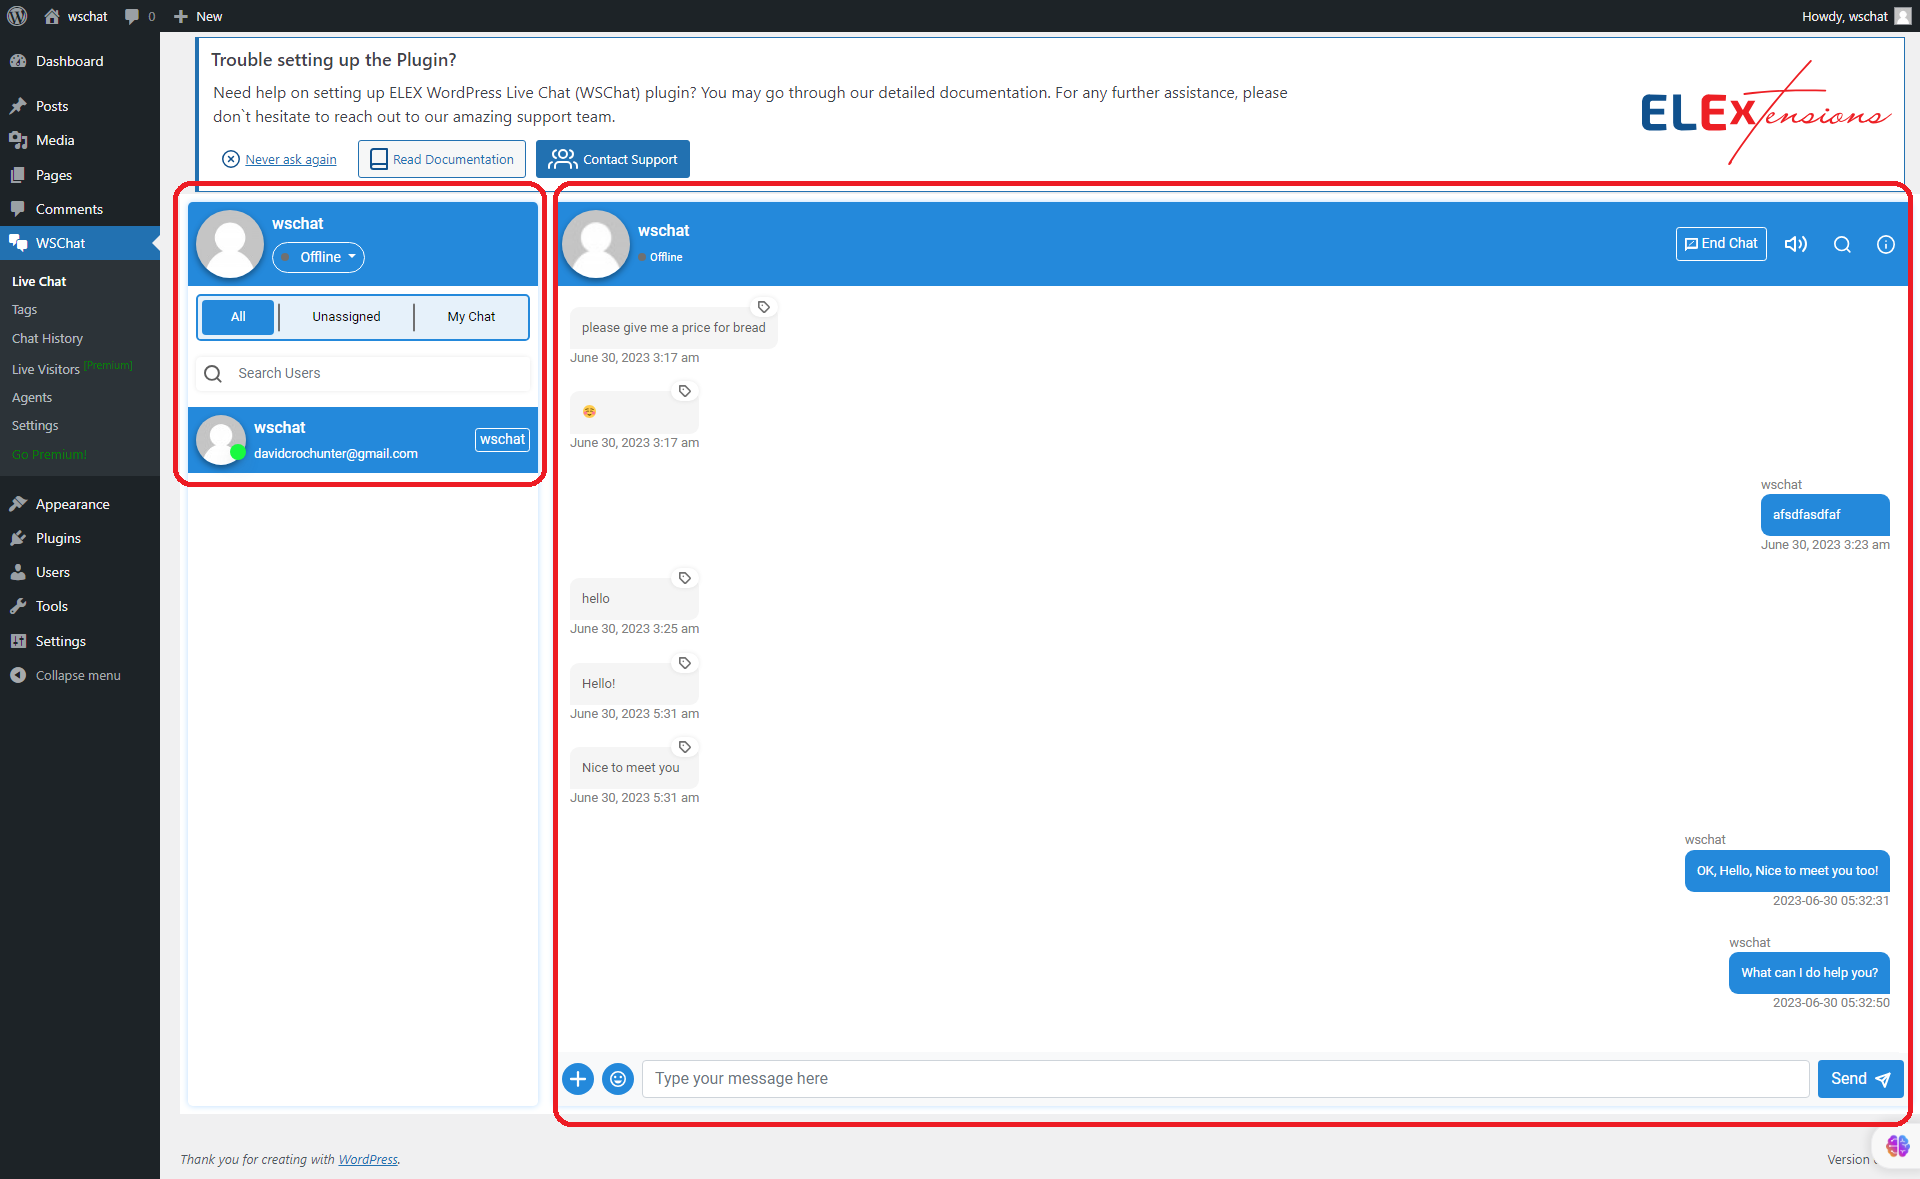 wschat
0
New
Howdy, wschat
Dashboard
Posts
Media
Pages
Comments
WSChat
Live Chat
Tags
Chat History
Live Visitors [Premium]
Agents
Settings
Go Premium!
Appearance
Plugins
Users
Tools
Settings
Collapse menu
Trouble setting up the Plugin?
Need help on setting up ELEX WordPress Live Chat (WSChat) plugin? You may go through our detailed documentation. For any further assistance, please
don`t hesitate to reach out to our amazing support team.
Never ask again
Read Documentation
Contact Support
ELEXtensions
wschat
Offline
All
Unassigned
My Chat
Search Users
wschat
davidcrochunter@gmail.com
wschat
wschat
Offline
End Chat
please give me a price for bread
June 30, 2023 3:17 am
June 30, 2023 3:17 am
wschat
afsdfasdfaf
June 30, 2023 3:23 am
hello
June 30, 2023 3:25 am
Hello!
June 30, 2023 5:31 am
Nice to meet you
June 30, 2023 5:31 am
wschat
OK, Hello, Nice to meet you too!
2023-06-30 05:32:31
wschat
What can I do help you?
2023-06-30 05:32:50
Type your message here
Send
Thank you for creating with WordPress.
Version